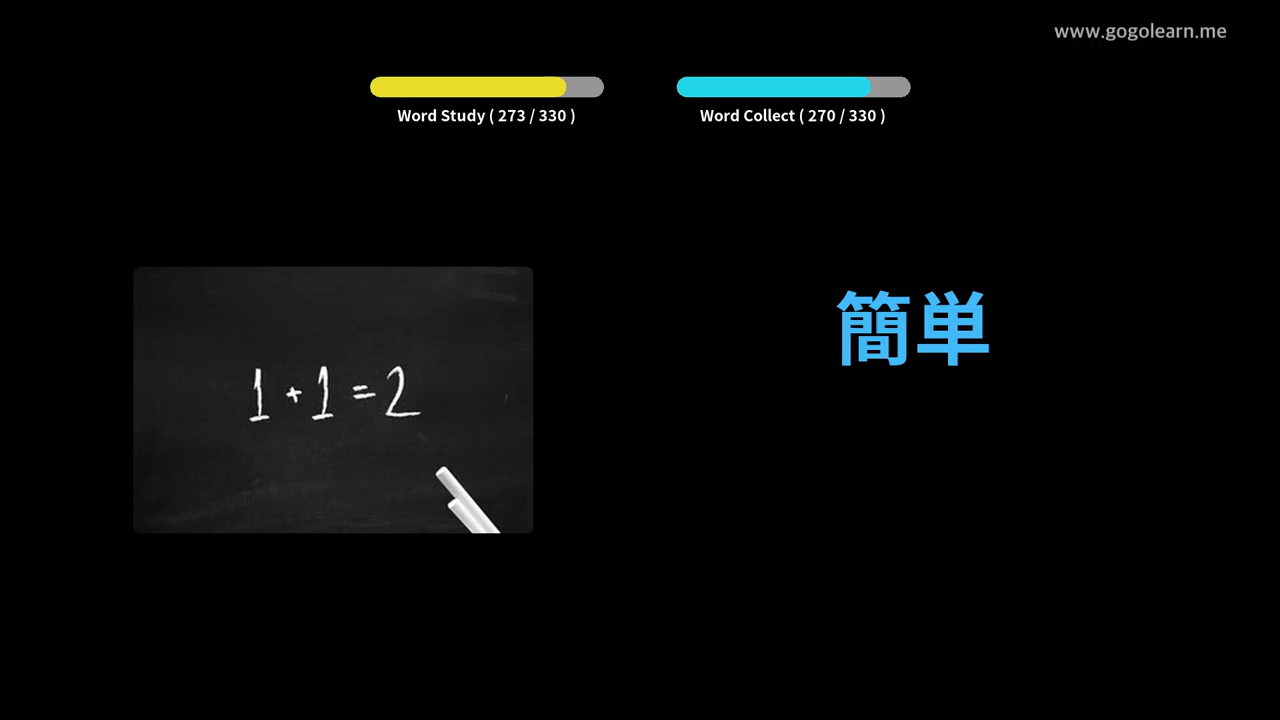 www.gogolearn.me
Word Study ( 273 / 330 )
Word Collect ( 270 / 330 )
簡単
1 + 1 = 2